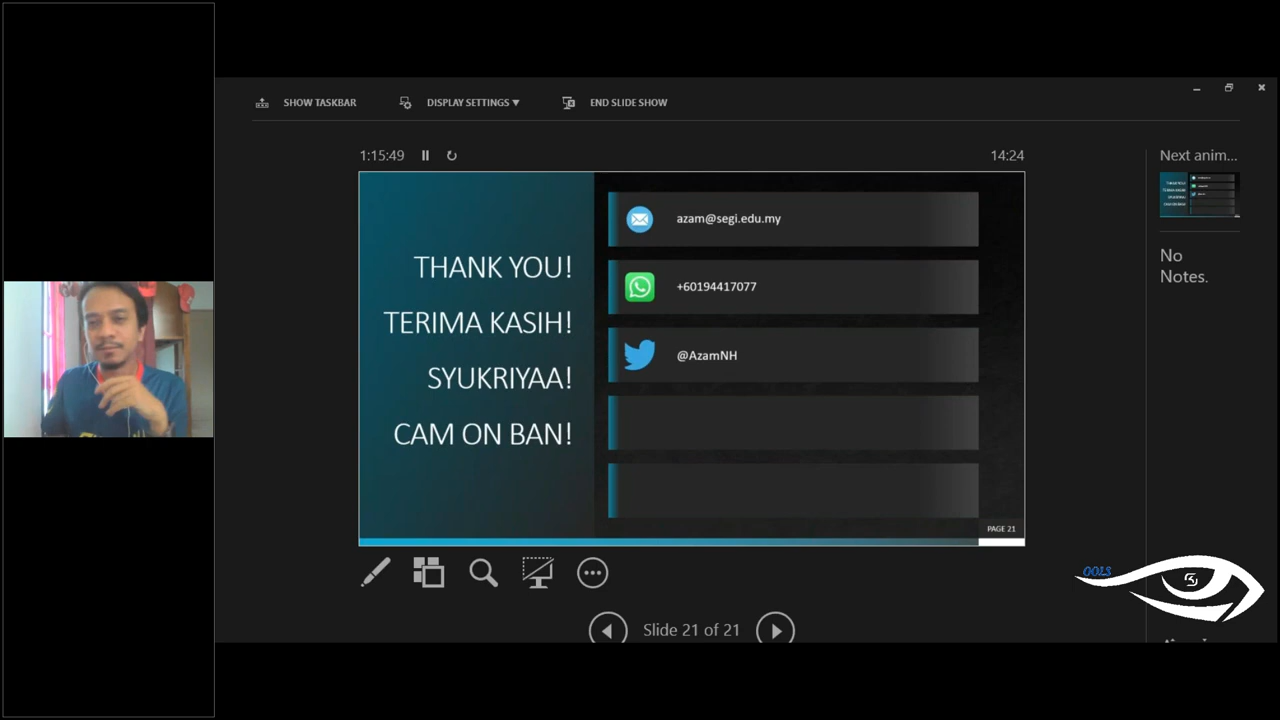 SHOW TASKBAR
DISPLAY SETTINGS ▼
END SLIDE SHOW
1:15:49
14:24
Next anim...
No
Notes.
THANK YOU!
TERIMA KASIH!
SYUKRIYAA!
CAM ON BAN!
azam@segi.edu.my
+60194417077
@AzamNH
PAGE 21
OOLS
Slide 21 of 21